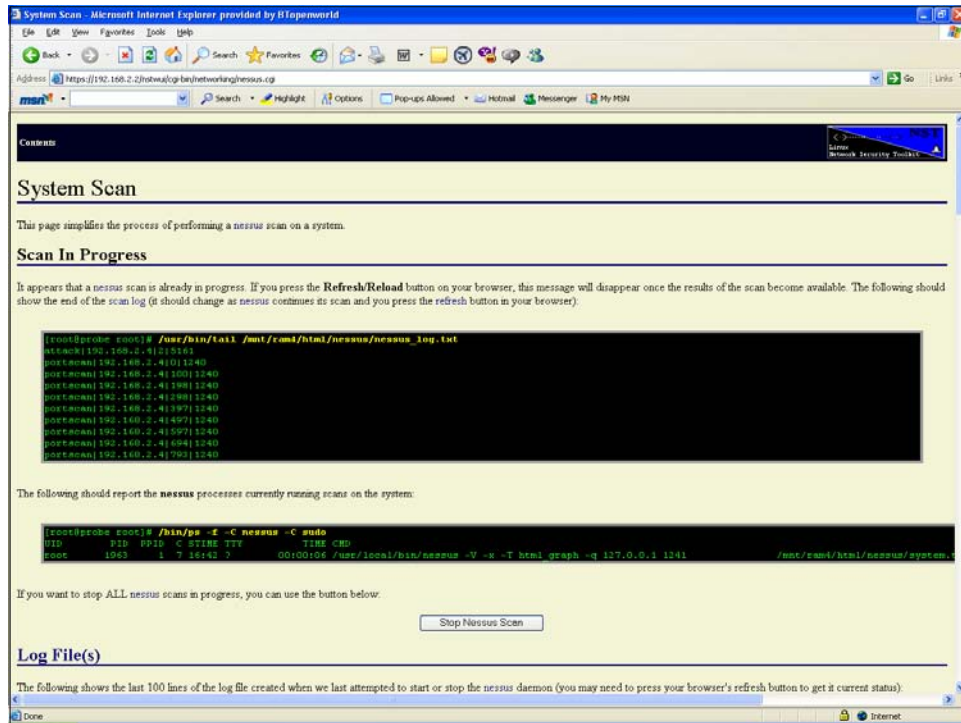 System Scan - Microsoft Internet Explorer provided by BTopenworld
File Edit View Favorites Tools Help
Back Search Favorites
Address https://192.168.2.2/nstwui/cgi-bin/networking/nessus.cgi Go Links
msn Search Highlight Options Pop-ups Allowed Hotmail Messenger My MSN
Contents
NST
Linux
Network Security Toolkit
System Scan
This page simplifies the process of performing a nessus scan on a system.
Scan In Progress
It appears that a nessus scan is already in progress. If you press the Refresh/Reload button on your browser, this message will disappear once the results of the scan become available. The following should
show the end of the scan log (it should change as nessus continues its scan and you press the refresh button in your browser):
[root@probe root]# /usr/bin/tail /mnt/ram4/html/nessus/nessus_log.txt
attack|192.168.2.4|2|5161
portscan|192.168.2.4|0|1240
portscan|192.168.2.4|100|1240
portscan|192.168.2.4|198|1240
portscan|192.168.2.4|298|1240
portscan|192.168.2.4|397|1240
portscan|192.168.2.4|497|1240
portscan|192.168.2.4|597|1240
portscan|192.168.2.4|694|1240
portscan|192.168.2.4|793|1240
The following should report the nessus processes currently running scans on the system:
[root@probe root]# /bin/ps -f -C nessus -C sudo
UID PID PPID C STIME TTY TIME CMD
root 1963 1 7 16:42 ? 00:00:06 /usr/local/bin/nessus -V -x -T html_graph -q 127.0.0.1 1241 /mnt/ram4/html/nessus/system.
If you want to stop ALL nessus scans in progress, you can use the button below:
Stop Nessus Scan
Log File(s)
The following shows the last 100 lines of the log file created when we last attempted to start or stop the nessus daemon (you may need to press your browser's refresh button to get it current status):
Done Internet